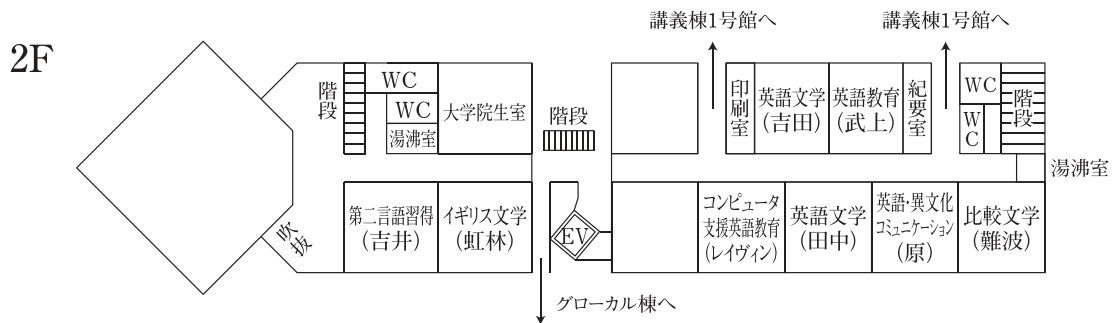 2F
講義棟1号館へ
講義棟1号館へ
階段
WC
WC
湯沸室
大学院生室
階段
印刷室
英語文学
(吉田)
英語教育
(武上)
紀要室
WC
WC
階段
湯沸室
吹抜
第二言語習得
(吉井)
イギリス文学
(虹林)
EV
コンピュータ
支援英語教育
(レイヴィン)
英語文学
(田中)
英語・異文化
コミュニケーション
(原)
比較文学
(難波)
グローカル棟へ